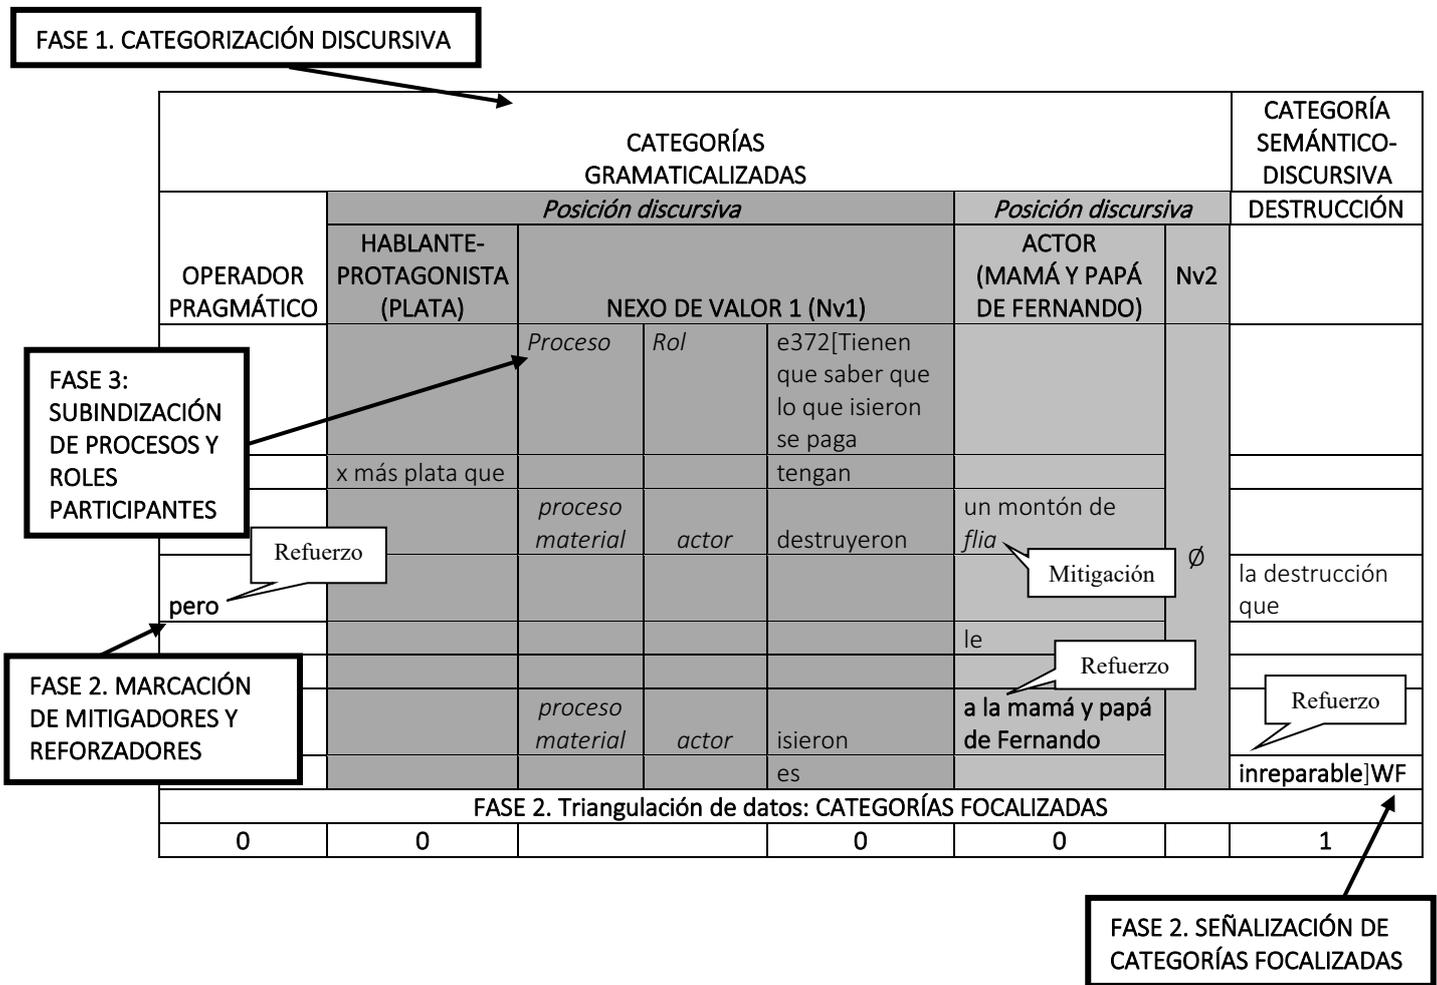 FASE 1. CATEGORIZACIÓN DISCURSIVA
CATEGORÍAS
GRAMATICALIZADAS
CATEGORÍA
SEMÁNTICO-
DISCURSIVA
Posición discursiva
Posición discursiva
DESTRUCCIÓN
OPERADOR
PRAGMÁTICO
HABLANTE-
PROTAGONISTA
(PLATA)
NEXO DE VALOR 1 (Nv1)
ACTOR
(MAMÁ Y PAPÁ
DE FERNANDO)
Nv2
Proceso
Rol
e372[Tienen
que saber que
lo que isieron
se paga
FASE 3:
SUBINDIZACIÓN
DE PROCESOS Y
ROLES
PARTICIPANTES
x más plata que
tengan
proceso
material
actor
destruyeron
un montón de
flia
Refuerzo
Mitigación
Ø
pero
la destrucción
que
le
Refuerzo
FASE 2. MARCACIÓN
DE MITIGADORES Y
REFORZADORES
proceso
material
actor
isieron
a la mamá y papá
de Fernando
Refuerzo
es
inreparable]WF
FASE 2. Triangulación de datos: CATEGORÍAS FOCALIZADAS
0 0 0 0 1
FASE 2. SEÑALIZACIÓN DE
CATEGORÍAS FOCALIZADAS